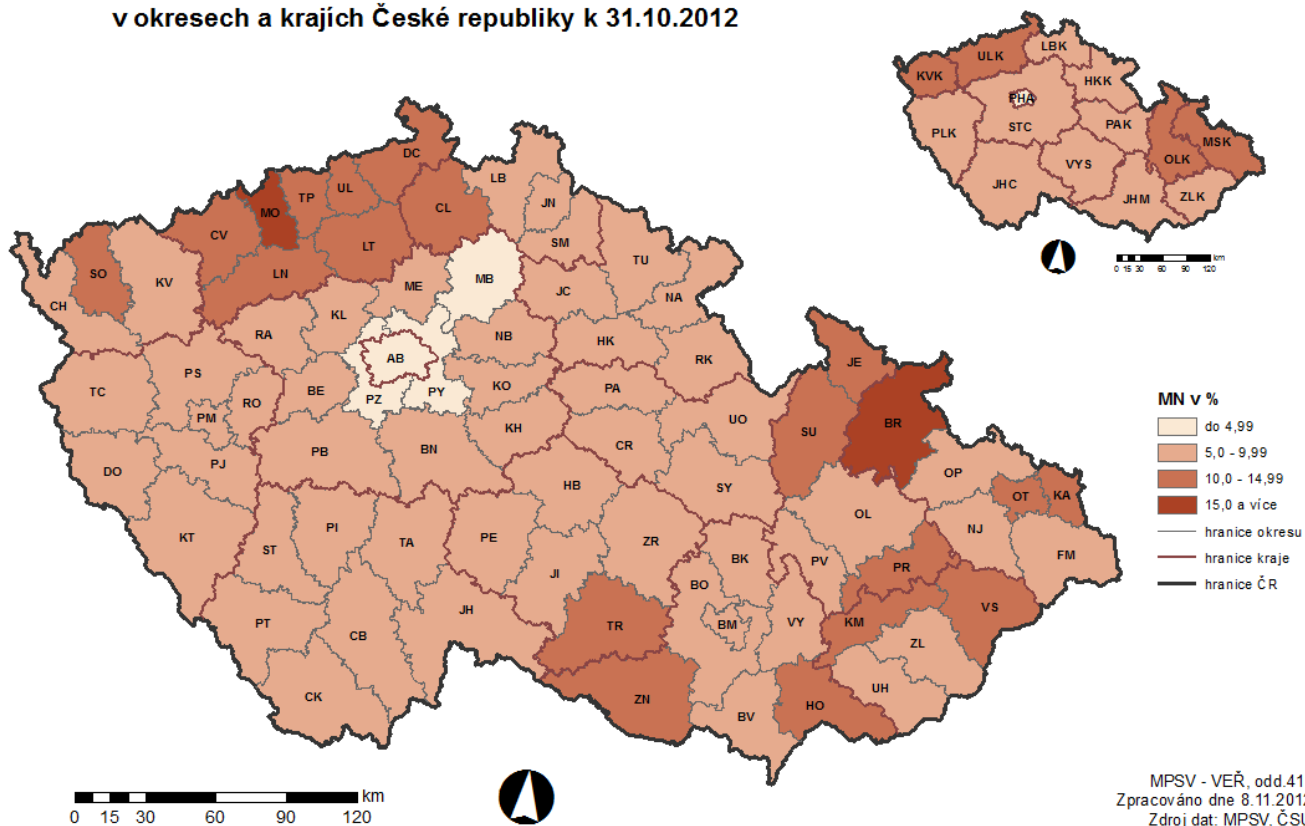 v okresech a krajích České republiky k 31.10.2012
ULK
LBK
KVK
HKK
PHA
PLK
STC
PAK
MSK
OLK
VYS
JHC
JHM
ZLK
0 15 30 60 90 120
km
DC
LB
UL
TP
MO
CL
JN
CV
LT
SM
SO
LN
TU
MB
ME
JC
KV
CH
NA
KL
RA
NB
HK
AB
RK
JE
PS
BE
KO
PA
TC
RO
PZ
PY
PM
UO
SU
BR
KH
CR
PB
BN
PJ
DO
OP
HB
SY
OT
KA
OL
KT
PI
ST
TA
PE
ZR
NJ
FM
BK
PV
JI
PR
BO
VS
JH
PT
CB
TR
BM
VY
KM
ZL
UH
CK
ZN
HO
BV
MN v %
do 4,99
5,0 - 9,99
10,0 - 14,99
15,0 a více
hranice okresu
hranice kraje
hranice ČR
km
0 15 30 60 90 120
MPSV - VEŘ, odd.41
Zpracováno dne 8.11.2012
Zdroj dat: MPSV, ČSÚ